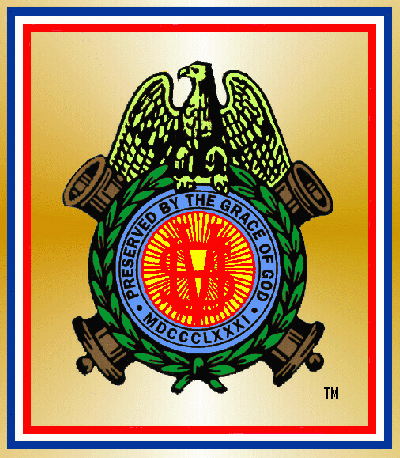 PRESERVED BY THE GRACE OF GOD
• MDCCCLXXXI •
TM